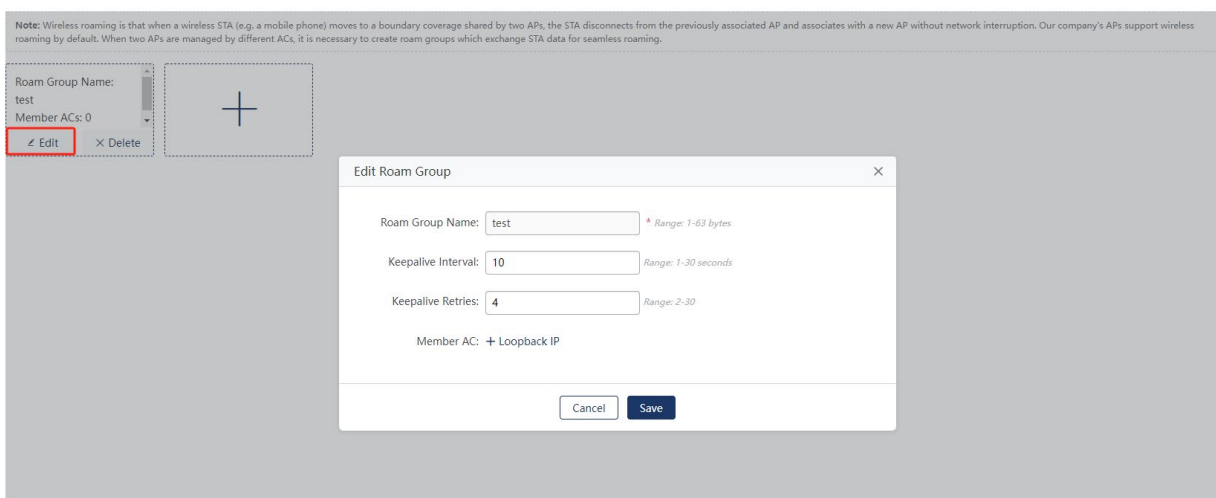 Note: Wireless roaming is that when a wireless STA (e.g. a mobile phone) moves to a boundary coverage shared by two APs, the STA disconnects from the previously associated AP and associates with a new AP without network interruption. Our company's APs support wireless
roaming by default. When two APs are managed by different ACs, it is necessary to create roam groups which exchange STA data for seamless roaming.
Roam Group Name:
test
Member ACs: 0
Edit Delete
Edit Roam Group
Roam Group Name: test * Range: 1-63 bytes
Keepalive Interval: 10 Range: 1-30 seconds
Keepalive Retries: 4 Range: 2-30
Member AC: + Loopback IP
Cancel Save